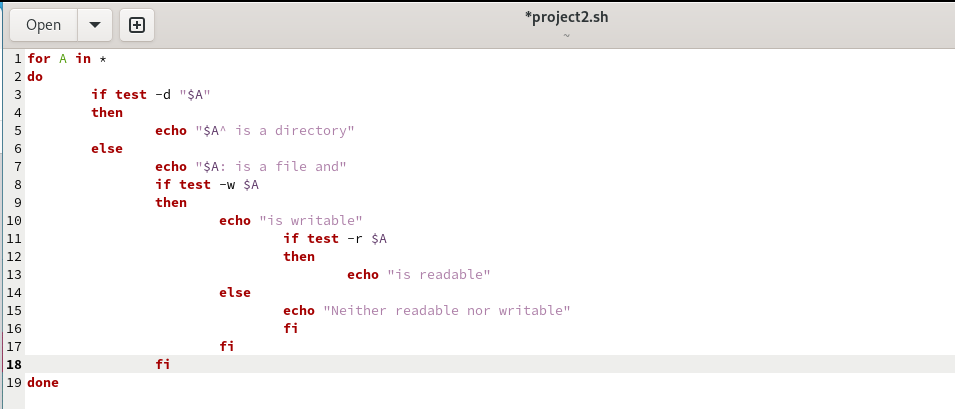 Open
*project2.sh
~
1 for A in *
2 do
3         if test -d "$A"
4         then
5                 echo "$A^ is a directory"
6         else
7                 echo "$A: is a file and"
8                 if test -w $A
9                 then
10                         echo "is writable"
11                                 if test -r $A
12                                 then
13                                         echo "is readable"
14                         else
15                                 echo "Neither readable nor writable"
16                                 fi
17                         fi
18                 fi
19 done